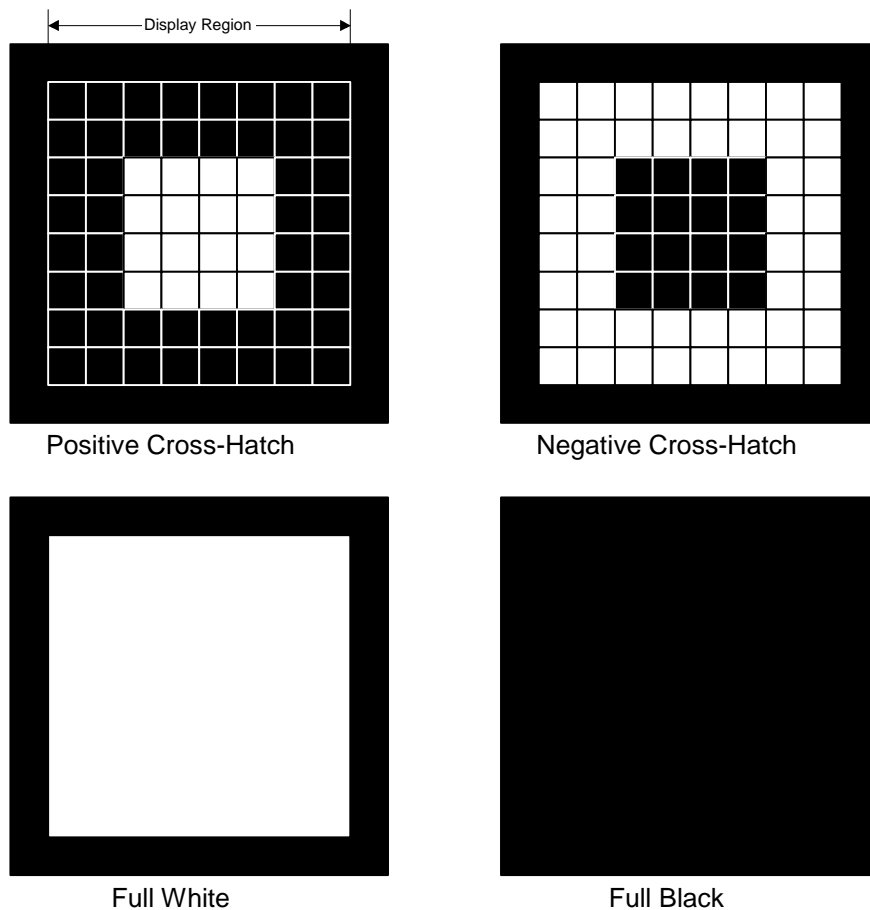 Display Region
Positive Cross-Hatch
Negative Cross-Hatch
Full White
Full Black